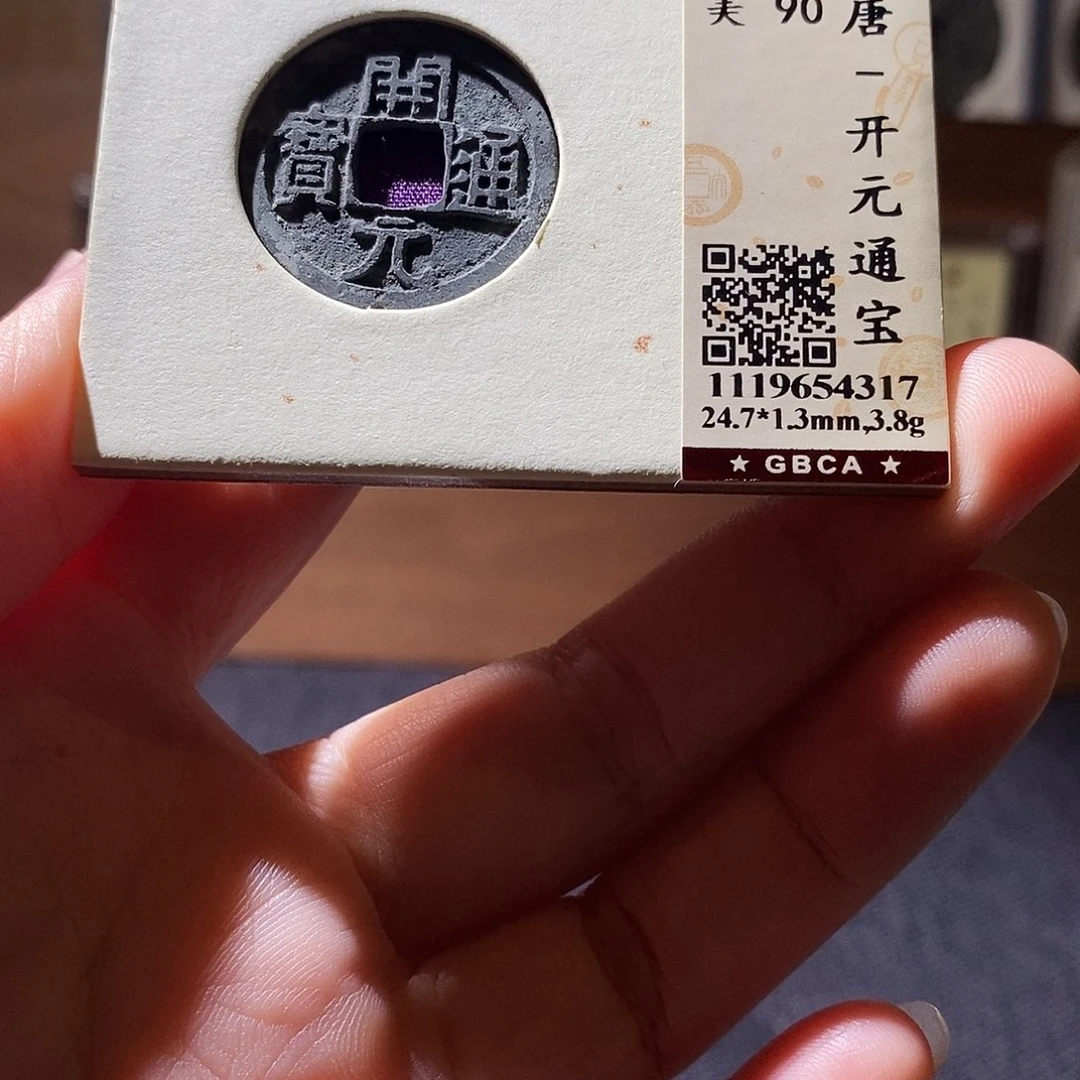 開元通寶
美 90
唐-开元通宝
1119654317
24.7*1.3mm,3.8g
★ GBCA ★